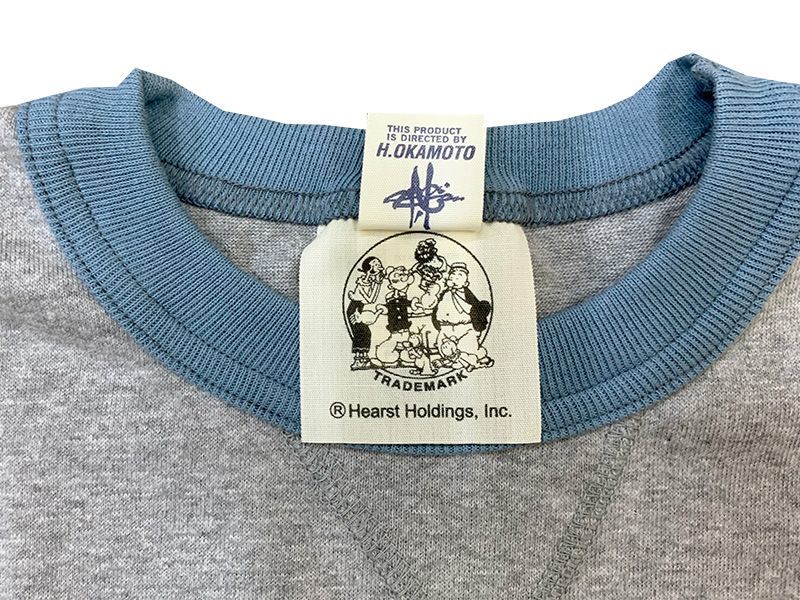 THIS PRODUCT
IS DIRECTED BY
H.OKAMOTO
TRADEMARK
® Hearst Holdings, Inc.